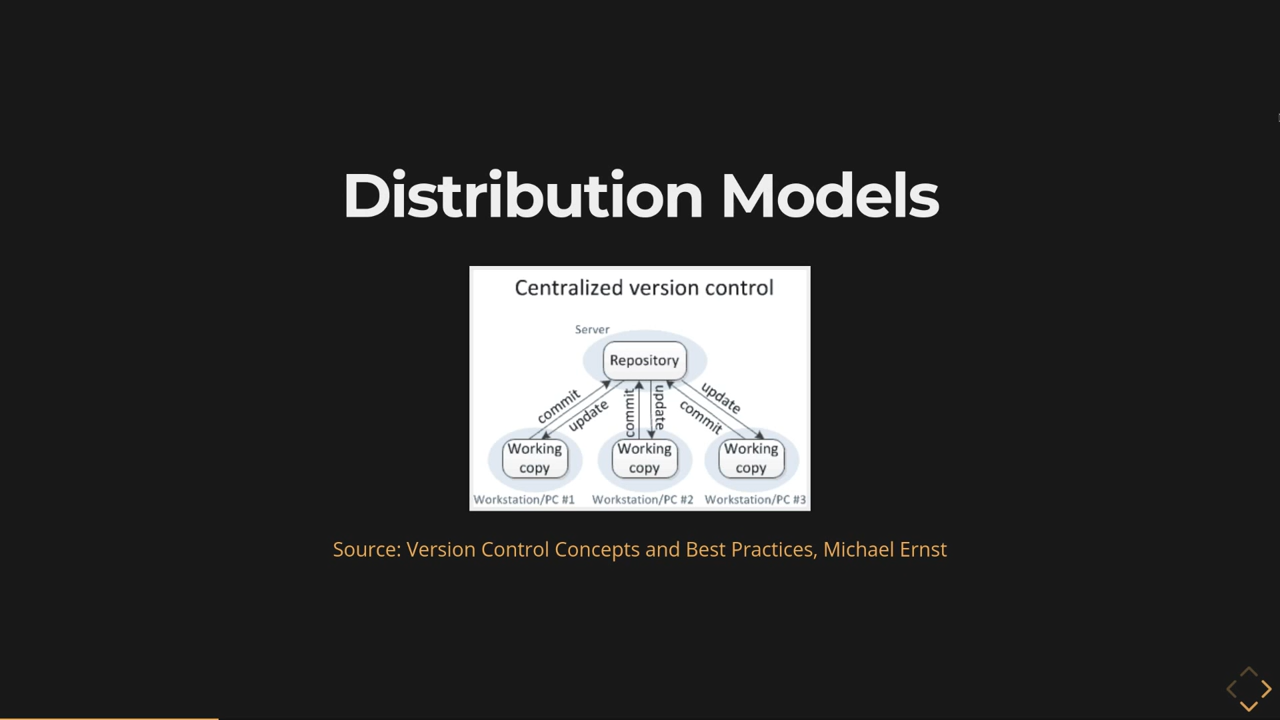 Distribution Models
Centralized version control
Server
Repository
commit
update
commit
update
update
commit
Working
copy
Working
copy
Working
copy
Workstation/PC #1
Workstation/PC #2
Workstation/PC #3
Source: Version Control Concepts and Best Practices, Michael Ernst